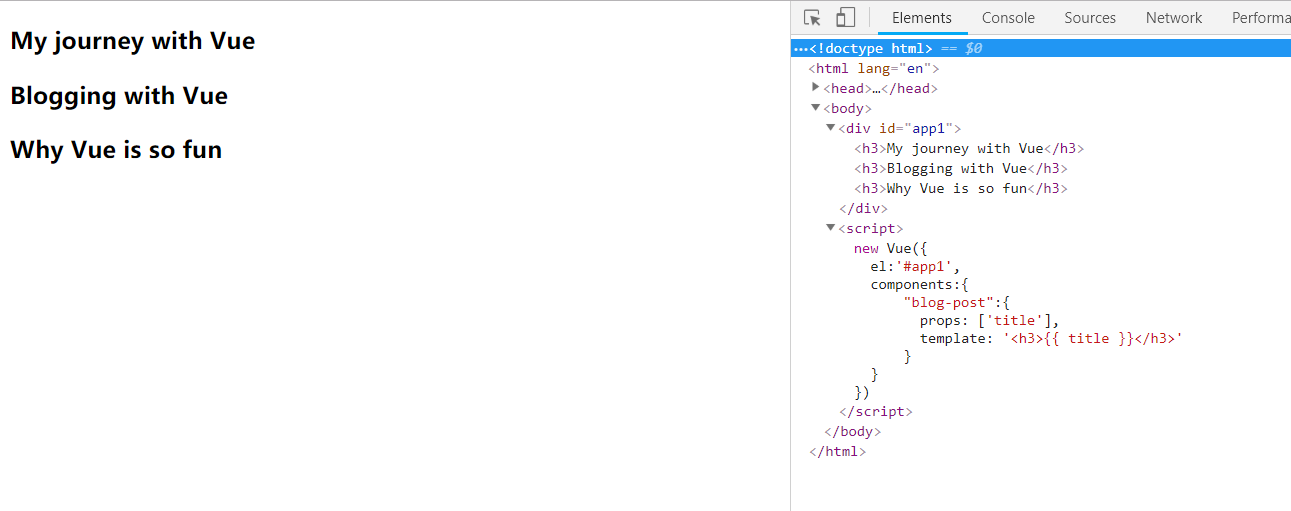 My journey with Vue
Blogging with Vue
Why Vue is so fun
Elements Console Sources Network Performa
…<!doctype html> == $0
<html lang="en">
<head>…</head>
<body>
<div id="app1">
<h3>My journey with Vue</h3>
<h3>Blogging with Vue</h3>
<h3>Why Vue is so fun</h3>
</div>
<script>
new Vue({
el:'#app1',
components:{
"blog-post":{
props: ['title'],
template: '<h3>{{ title }}</h3>'
}
}
})
</script>
</body>
</html>